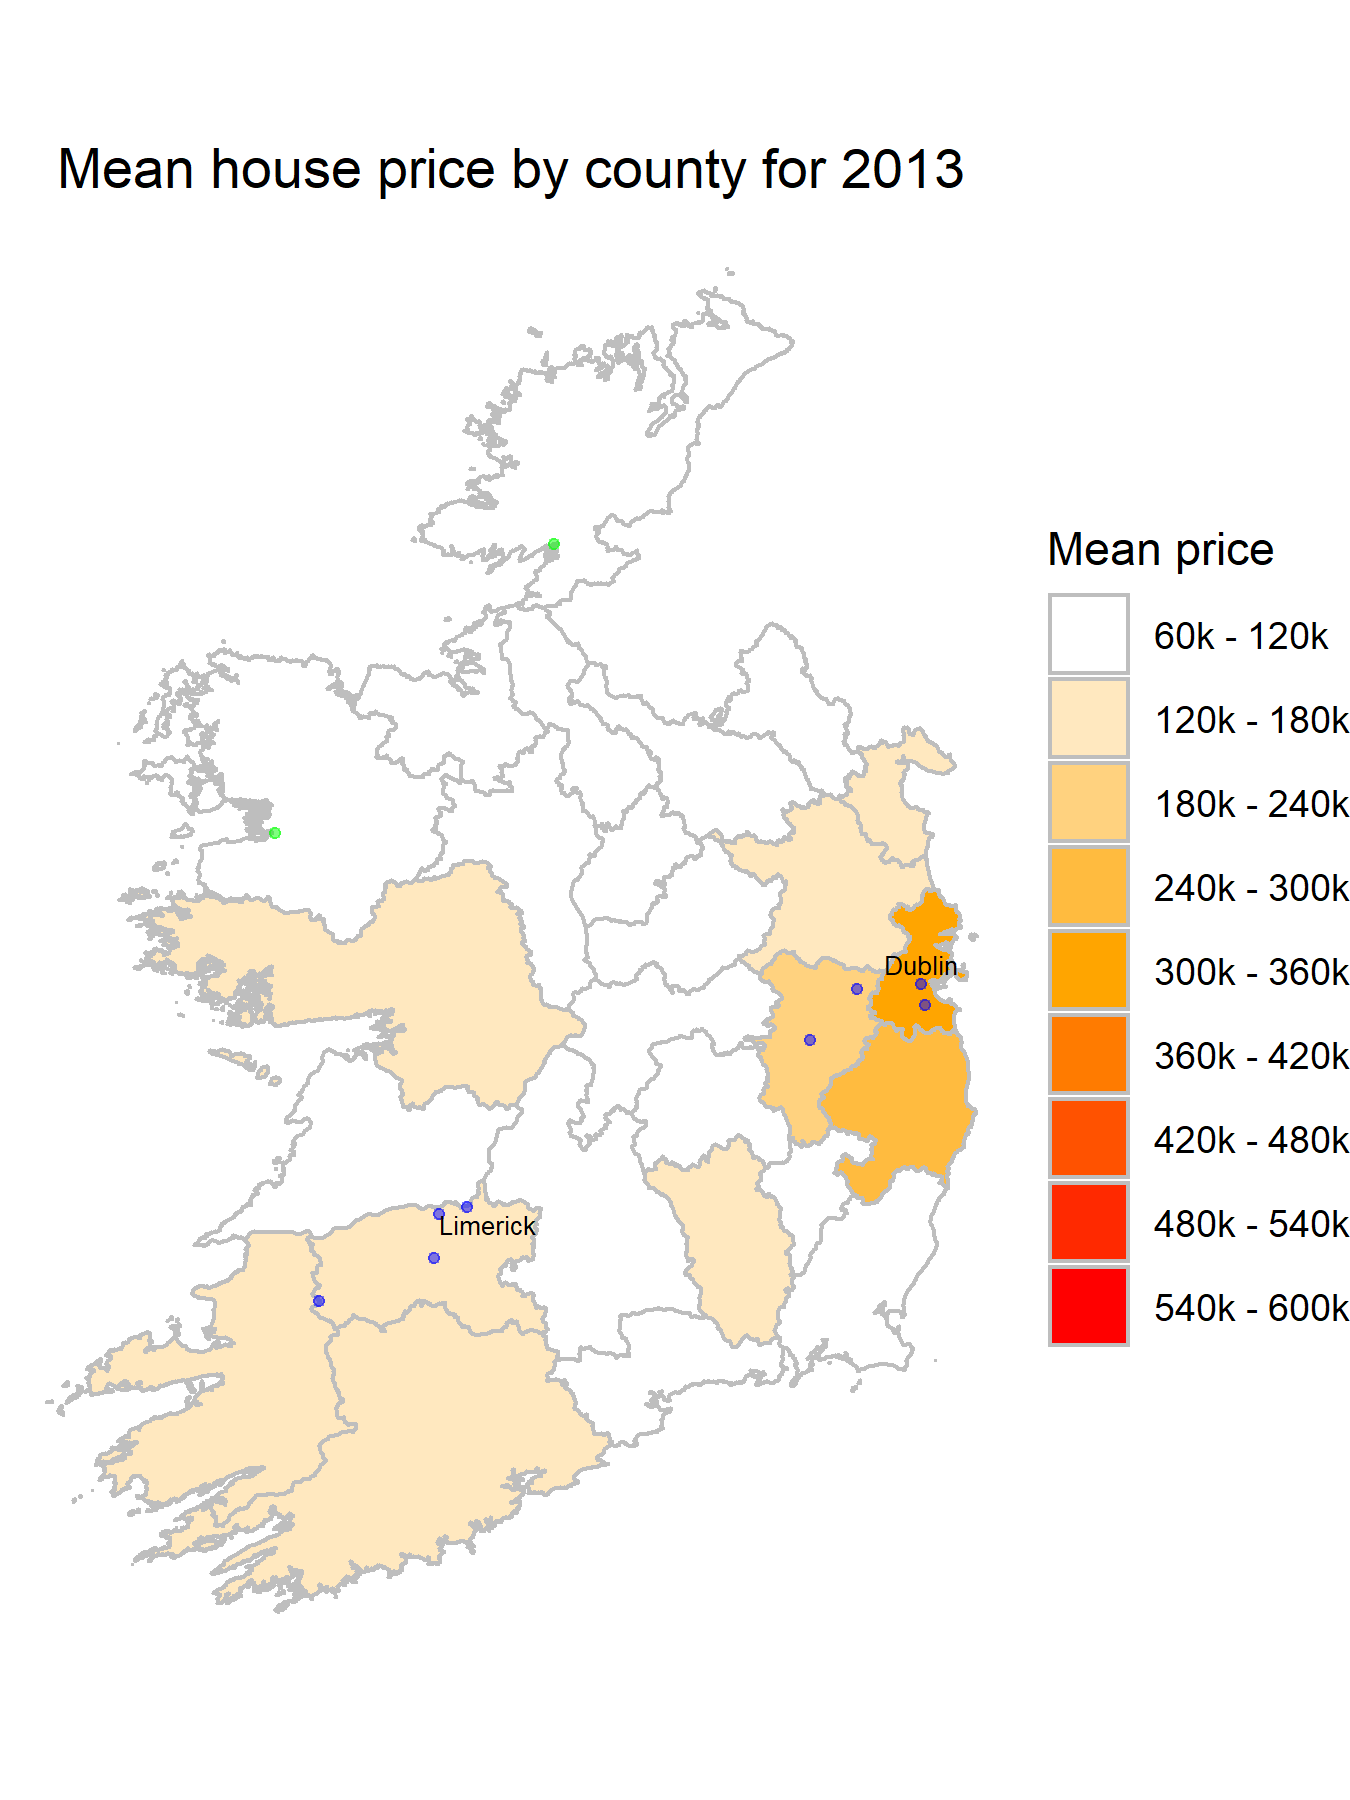 Mean house price by county for 2013
Mean price
60k - 120k
120k - 180k
180k - 240k
240k - 300k
300k - 360k
360k - 420k
420k - 480k
480k - 540k
540k - 600k
Dublin
Limerick